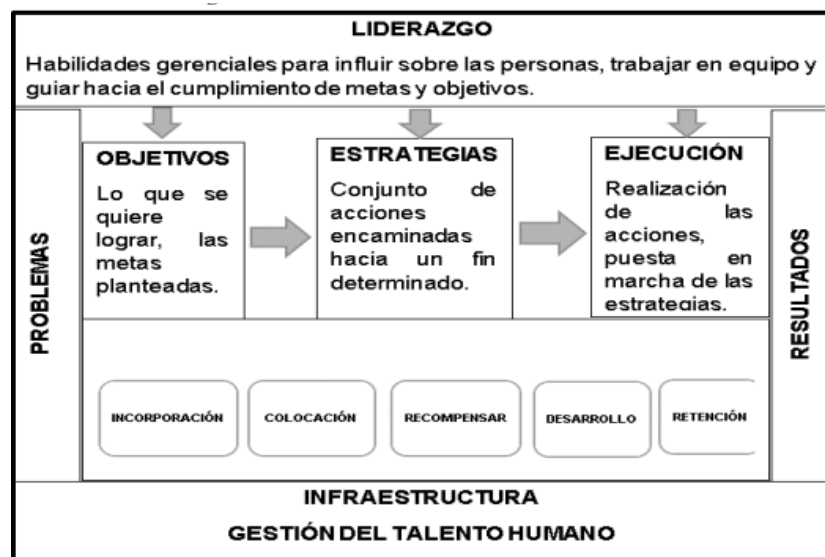 LIDERAZGO
Habilidades gerenciales para influir sobre las personas, trabajar en equipo y
guiar hacia el cumplimiento de metas y objetivos.
PROBLEMAS
OBJETIVOS
Lo que se
quiere
lograr, las
metas
planteadas.
ESTRATEGIAS
Conjunto de
acciones
encaminadas
hacia un fin
determinado.
EJECUCIÓN
Realización
de las
acciones,
puesta en
marcha de las
estrategias.
RESULTADOS
INCORPORACIÓN
COLOCACIÓN
RECOMPENSAR
DESARROLLO
RETENCIÓN
INFRAESTRUCTURA
GESTIÓN DEL TALENTO HUMANO